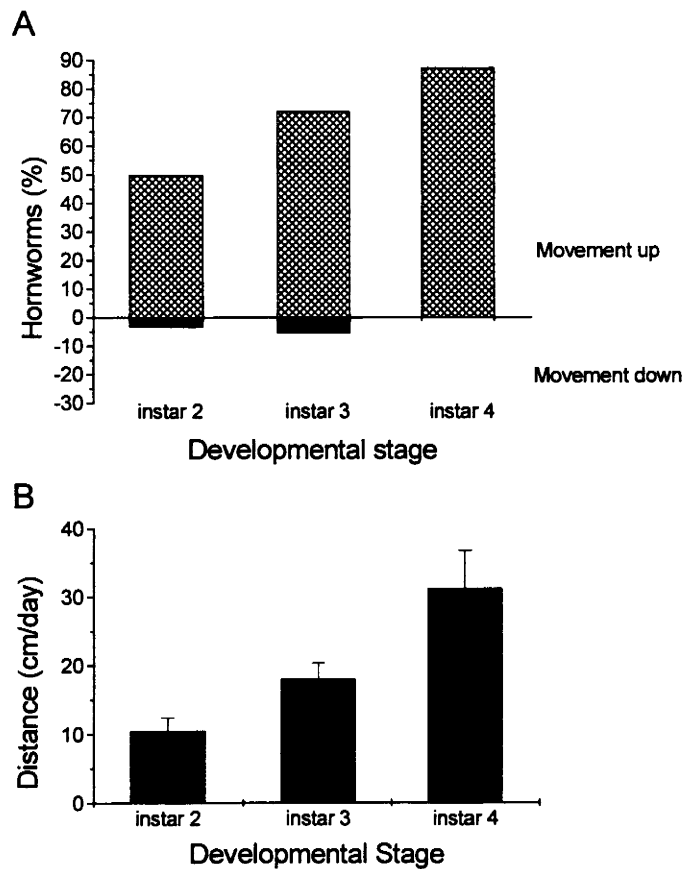 A
90
80
70
60
50
40
30
20
10
0
-10
-20
-30
Hornworms (%)
Movement up
Movement down
instar 2 instar 3 instar 4
Developmental stage
B
40
30
20
10
0
Distance (cm/day)
instar 2 instar 3 instar 4
Developmental Stage